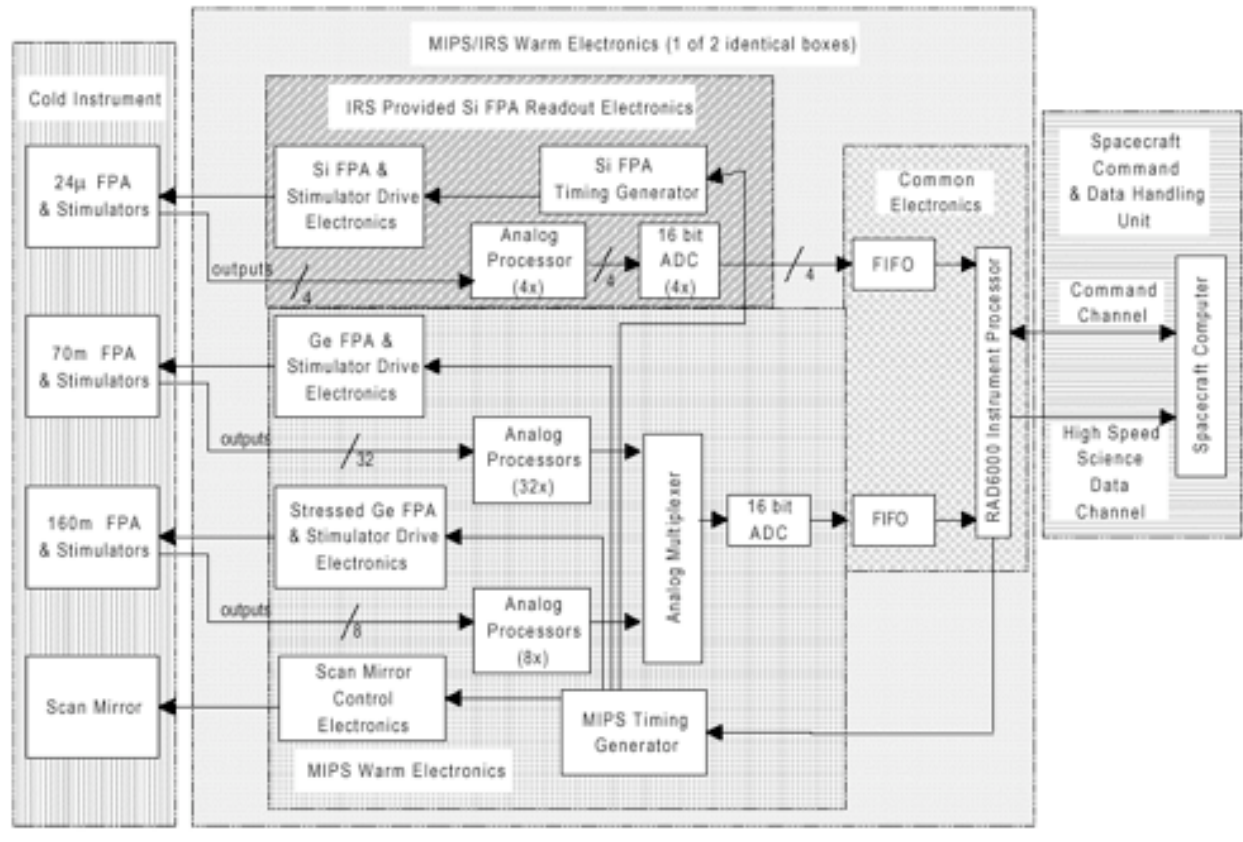 MIPS/IRS Warm Electronics (1 of 2 identical boxes)
Cold Instrument
IRS Provided Si FPA Readout Electronics
24µ FPA
& Stimulators
Si FPA &
Stimulator Drive
Electronics
Si FPA
Timing Generator
Analog
Processor
(4x)
16 bit
ADC
(4x)
outputs
4
4
4
Common
Electronics
FIFO
RAD6000 Instrument Processor
Spacecraft
Command
& Data Handling
Unit
Command
Channel
Spacecraft Computer
High Speed
Science
Data
Channel
70m FPA
& Stimulators
Ge FPA &
Stimulator Drive
Electronics
outputs
32
Analog
Processors
(32x)
Analog Multiplexer
16 bit
ADC
FIFO
160m FPA
& Stimulators
Stressed Ge FPA
& Stimulator Drive
Electronics
outputs
8
Analog
Processors
(8x)
Scan Mirror
Scan Mirror
Control
Electronics
MIPS Timing
Generator
MIPS Warm Electronics